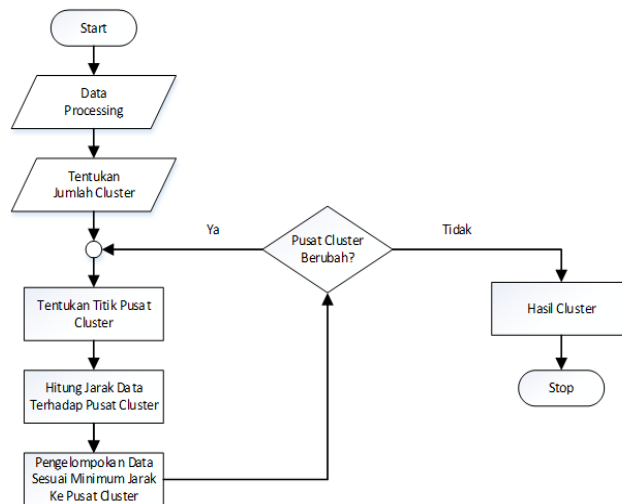 Start
Data
Processing
Tentukan
Jumlah Cluster
Ya
Pusat Cluster
Berubah?
Tidak
Tentukan Titik Pusat
Cluster
Hasil Cluster
Hitung Jarak Data
Terhadap Pusat Cluster
Stop
Pengelompokan Data
Sesuai Minimum Jarak
Ke Pusat Cluster